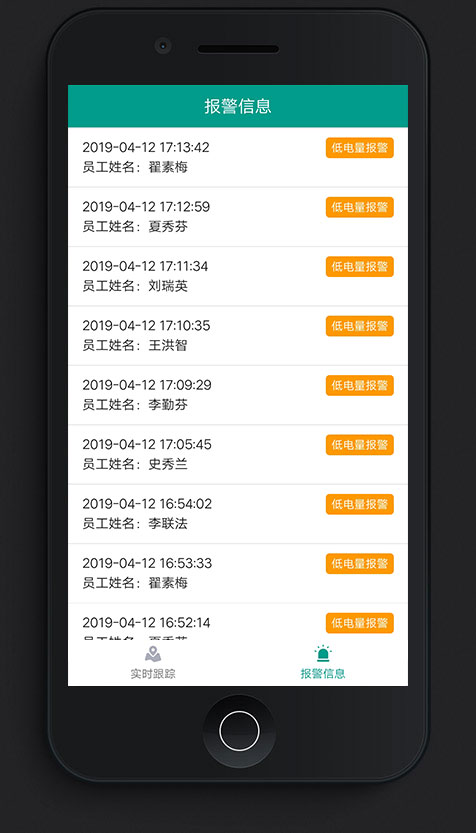 报警信息
2019-04-12 17:13:42 低电量报警
员工姓名：翟素梅
2019-04-12 17:12:59 低电量报警
员工姓名：夏秀芬
2019-04-12 17:11:34 低电量报警
员工姓名：刘瑞英
2019-04-12 17:10:35 低电量报警
员工姓名：王洪智
2019-04-12 17:09:29 低电量报警
员工姓名：李勤芬
2019-04-12 17:05:45 低电量报警
员工姓名：史秀兰
2019-04-12 16:54:02 低电量报警
员工姓名：李联法
2019-04-12 16:53:33 低电量报警
员工姓名：翟素梅
2019-04-12 16:52:14 低电量报警
实时跟踪 报警信息